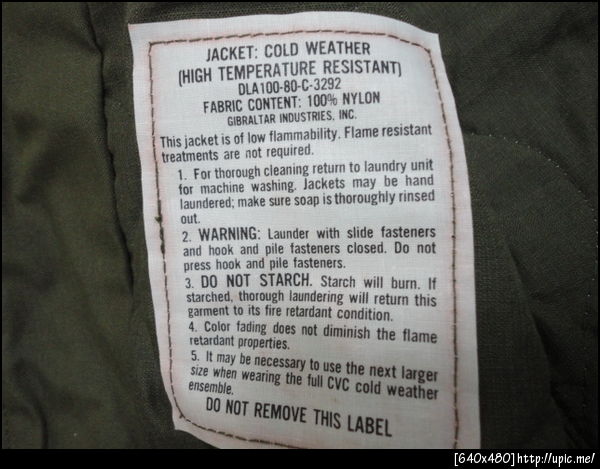 JACKET: COLD WEATHER
(HIGH TEMPERATURE RESISTANT)
DLA100-80-C-3292
FABRIC CONTENT: 100% NYLON
GIBRALTAR INDUSTRIES, INC.
This jacket is of low flammability. Flame resistant
treatments are not required.
1. For thorough cleaning return to laundry unit
for machine washing. Jackets may be hand
laundered; make sure soap is thoroughly rinsed
out.
2. WARNING: Launder with slide fasteners
and hook and pile fasteners closed. Do not
press hook and pile fasteners.
3. DO NOT STARCH. Starch will burn. If
starched, thorough laundering will return this
garment to its fire retardant condition.
4. Color fading does not diminish the flame
retardant properties.
5. It may be necessary to use the next larger
size when wearing the full CVC cold weather
ensemble.
DO NOT REMOVE THIS LABEL
[640x480]http://upic.me/